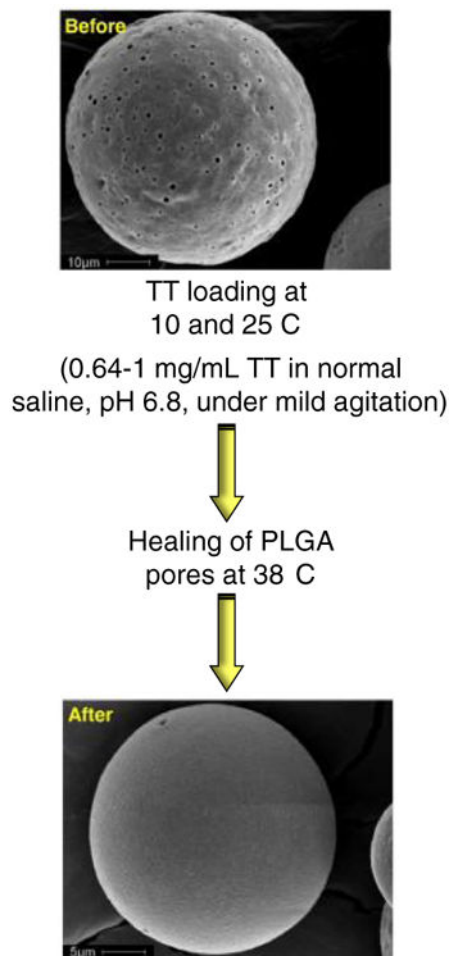 Before
10μm
TT loading at
10 and 25 C
(0.64-1 mg/mL TT in normal
saline, pH 6.8, under mild agitation)
Healing of PLGA
pores at 38 C
After
5μm